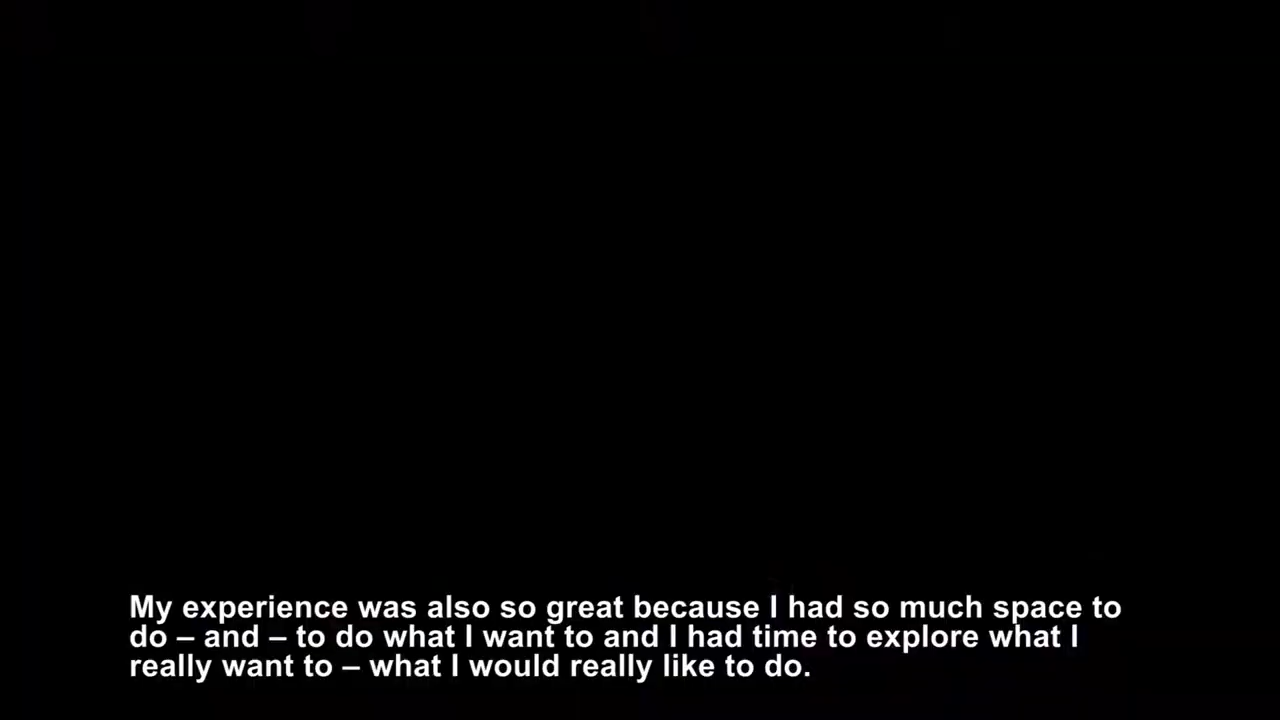 My experience was also so great because I had so much space to
do – and – to do what I want to and I had time to explore what I
really want to – what I would really like to do.